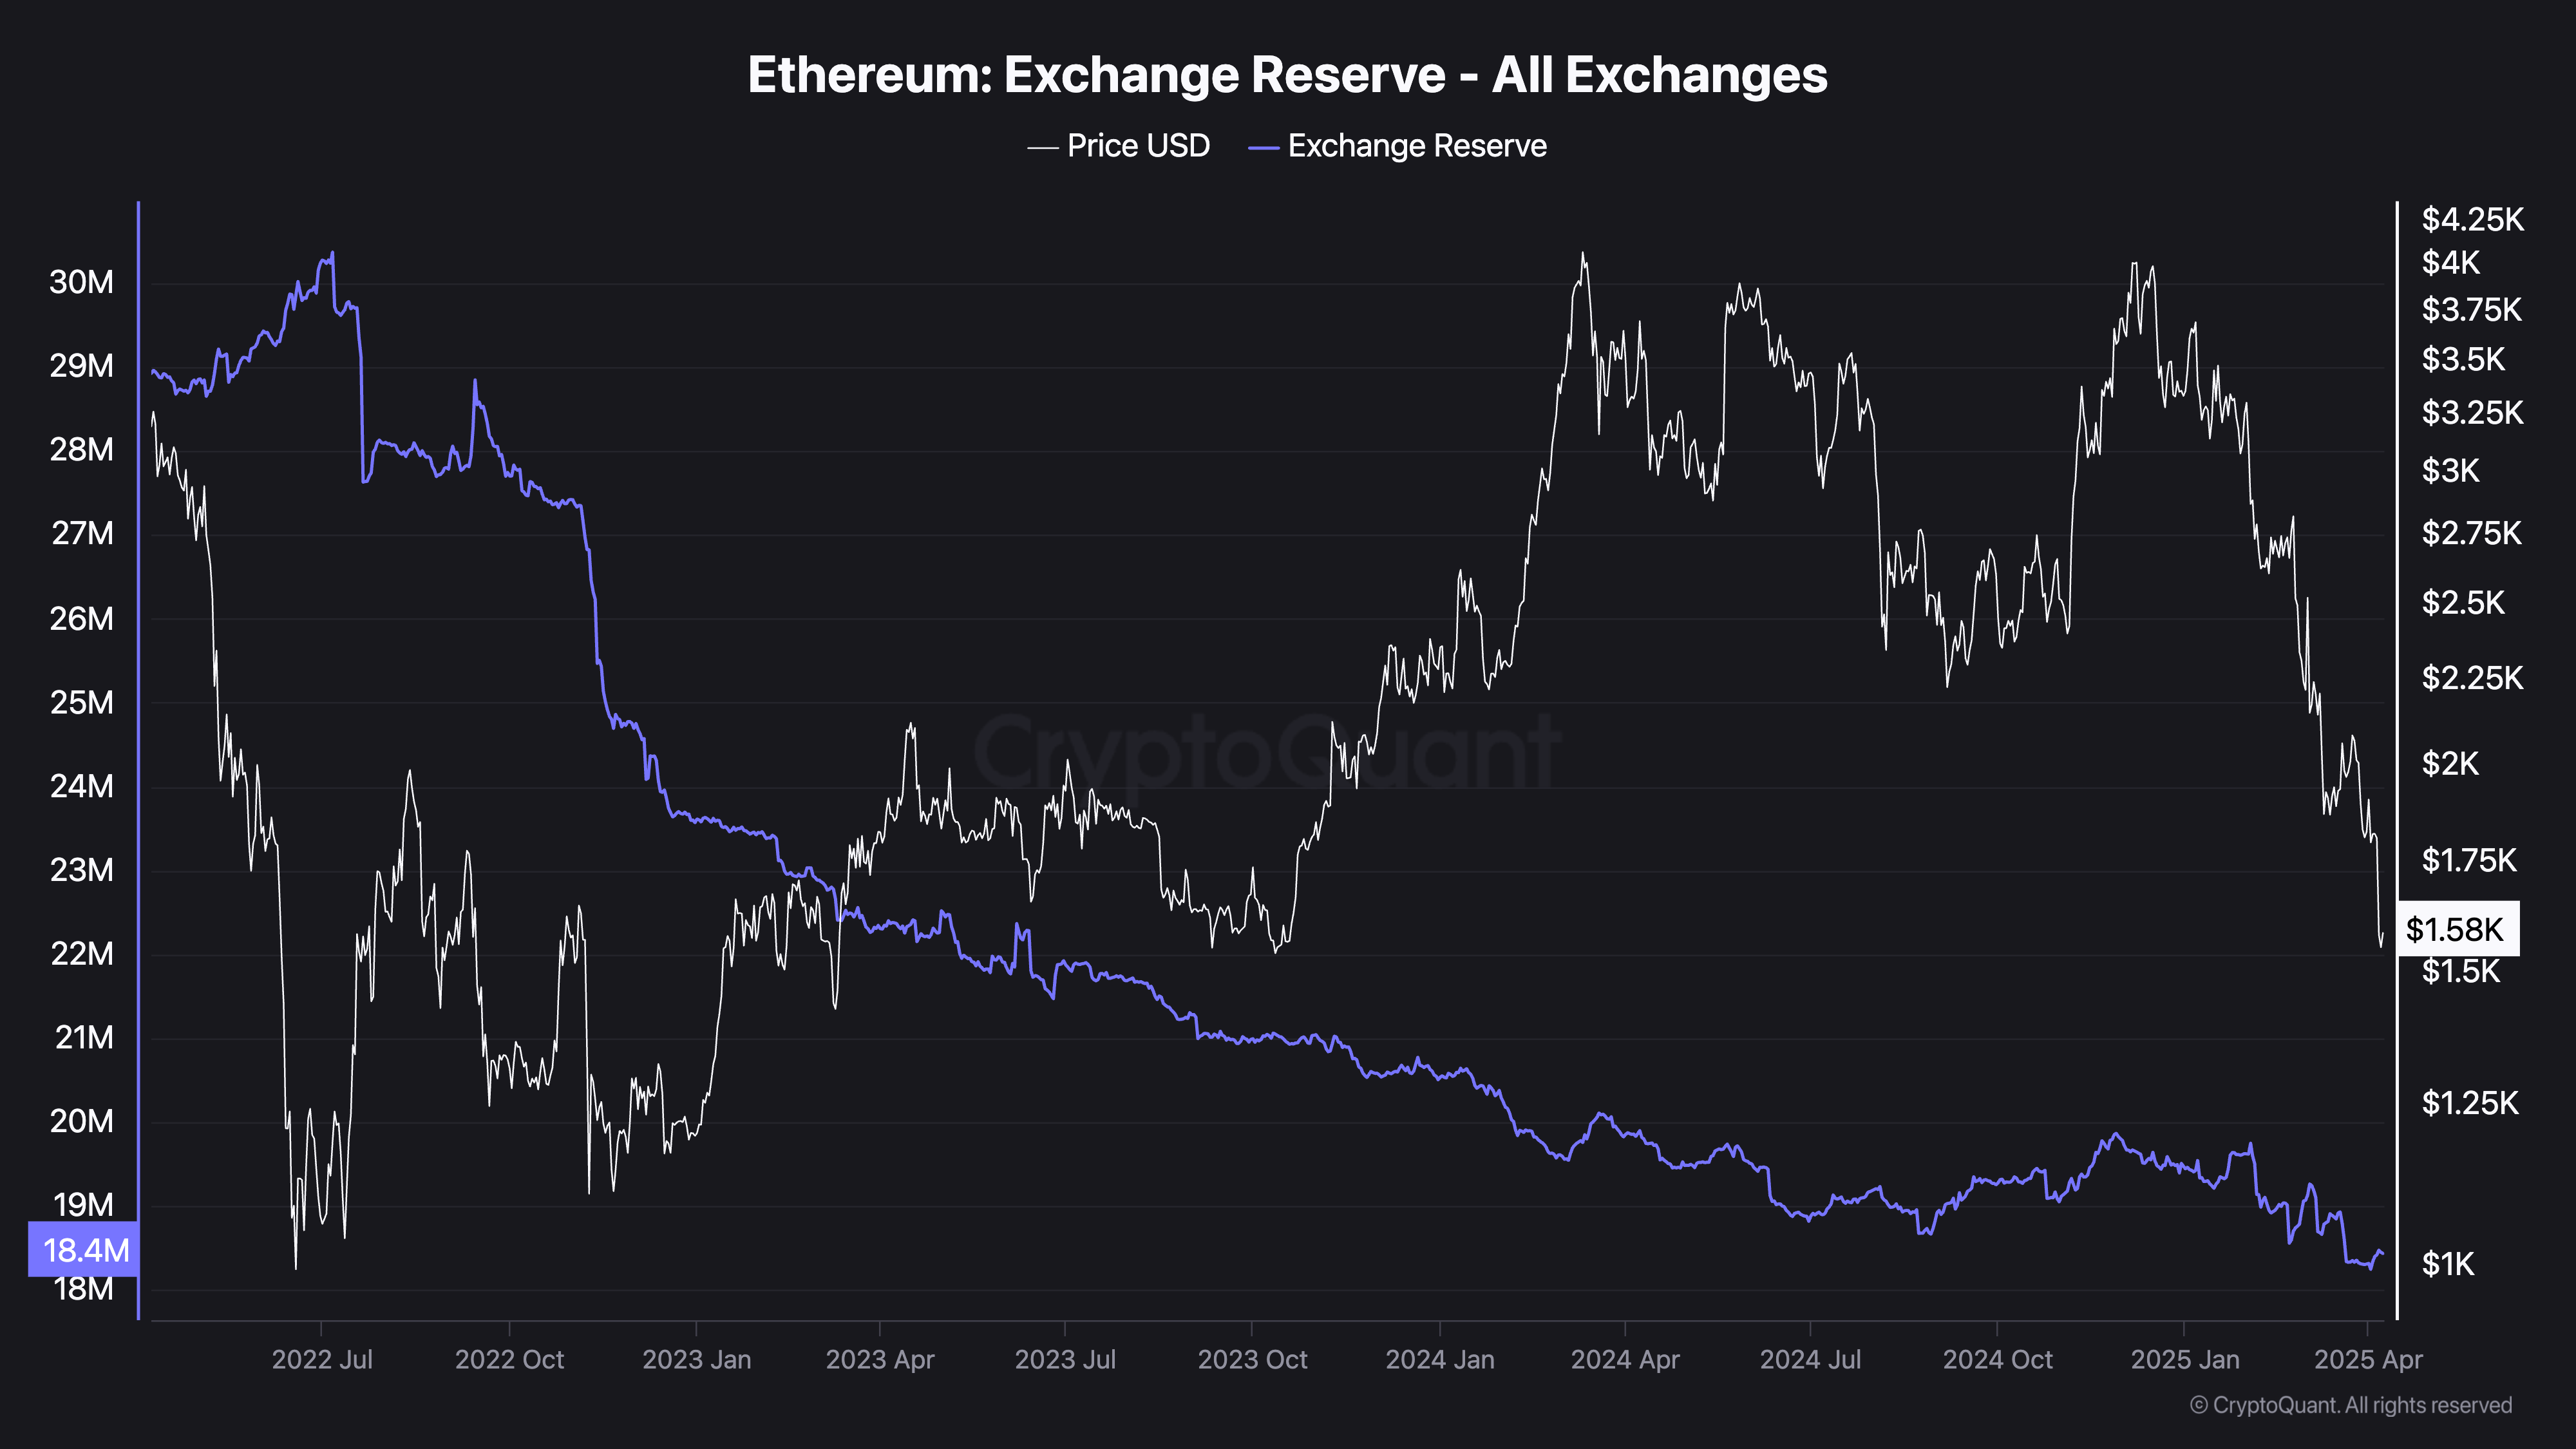 Ethereum: Exchange Reserve - All Exchanges
Price USD Exchange Reserve
30M
29M
28M
27M
26M
25M
24M
23M
22M
21M
20M
19M
18.4M
18M
$4.25K
$4K
$3.75K
$3.5K
$3.25K
$3K
$2.75K
$2.5K
$2.25K
$2K
$1.75K
$1.58K
$1.5K
$1.25K
$1K
CryptoQuant
2022 Jul 2022 Oct 2023 Jan 2023 Apr 2023 Jul 2023 Oct 2024 Jan 2024 Apr 2024 Jul 2024 Oct 2025 Jan 2025 Apr
© CryptoQuant. All rights reserved